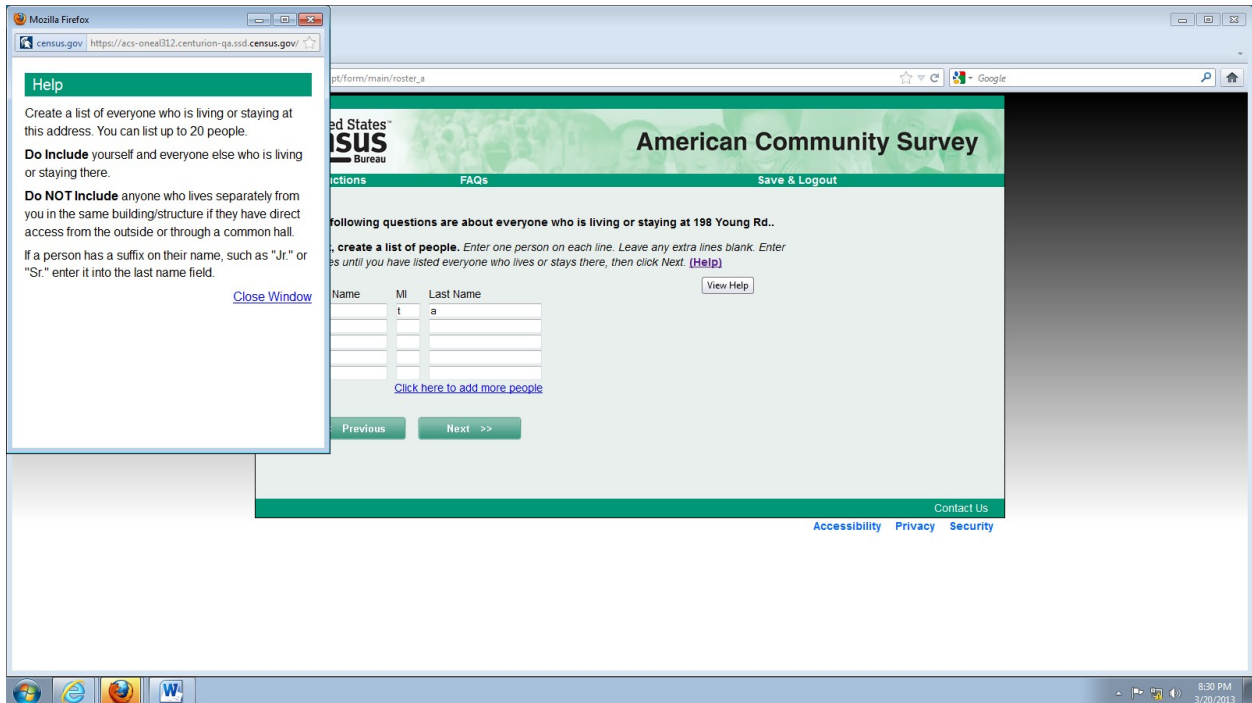 Mozilla Firefox
census.gov https://acs-oneal312.centurion-qa.ssd.census.gov/
Help
Create a list of everyone who is living or staying at
this address. You can list up to 20 people.
Do Include yourself and everyone else who is living
or staying there.
Do NOT Include anyone who lives separately from
you in the same building/structure if they have direct
access from the outside or through a common hall.
If a person has a suffix on their name, such as "Jr." or
"Sr." enter it into the last name field.
Close Window
pt/form/main/roster_a
Google
ed States
sus
Bureau
American Community Survey
ictions FAQs Save & Logout
following questions are about everyone who is living or staying at 198 Young Rd..
, create a list of people. Enter one person on each line. Leave any extra lines blank. Enter
es until you have listed everyone who lives or stays there, then click Next. (Help)
View Help
Name MI Last Name
t a
Click here to add more people
Previous Next >>
Contact Us
Accessibility Privacy Security
8:30 PM
3/20/2013